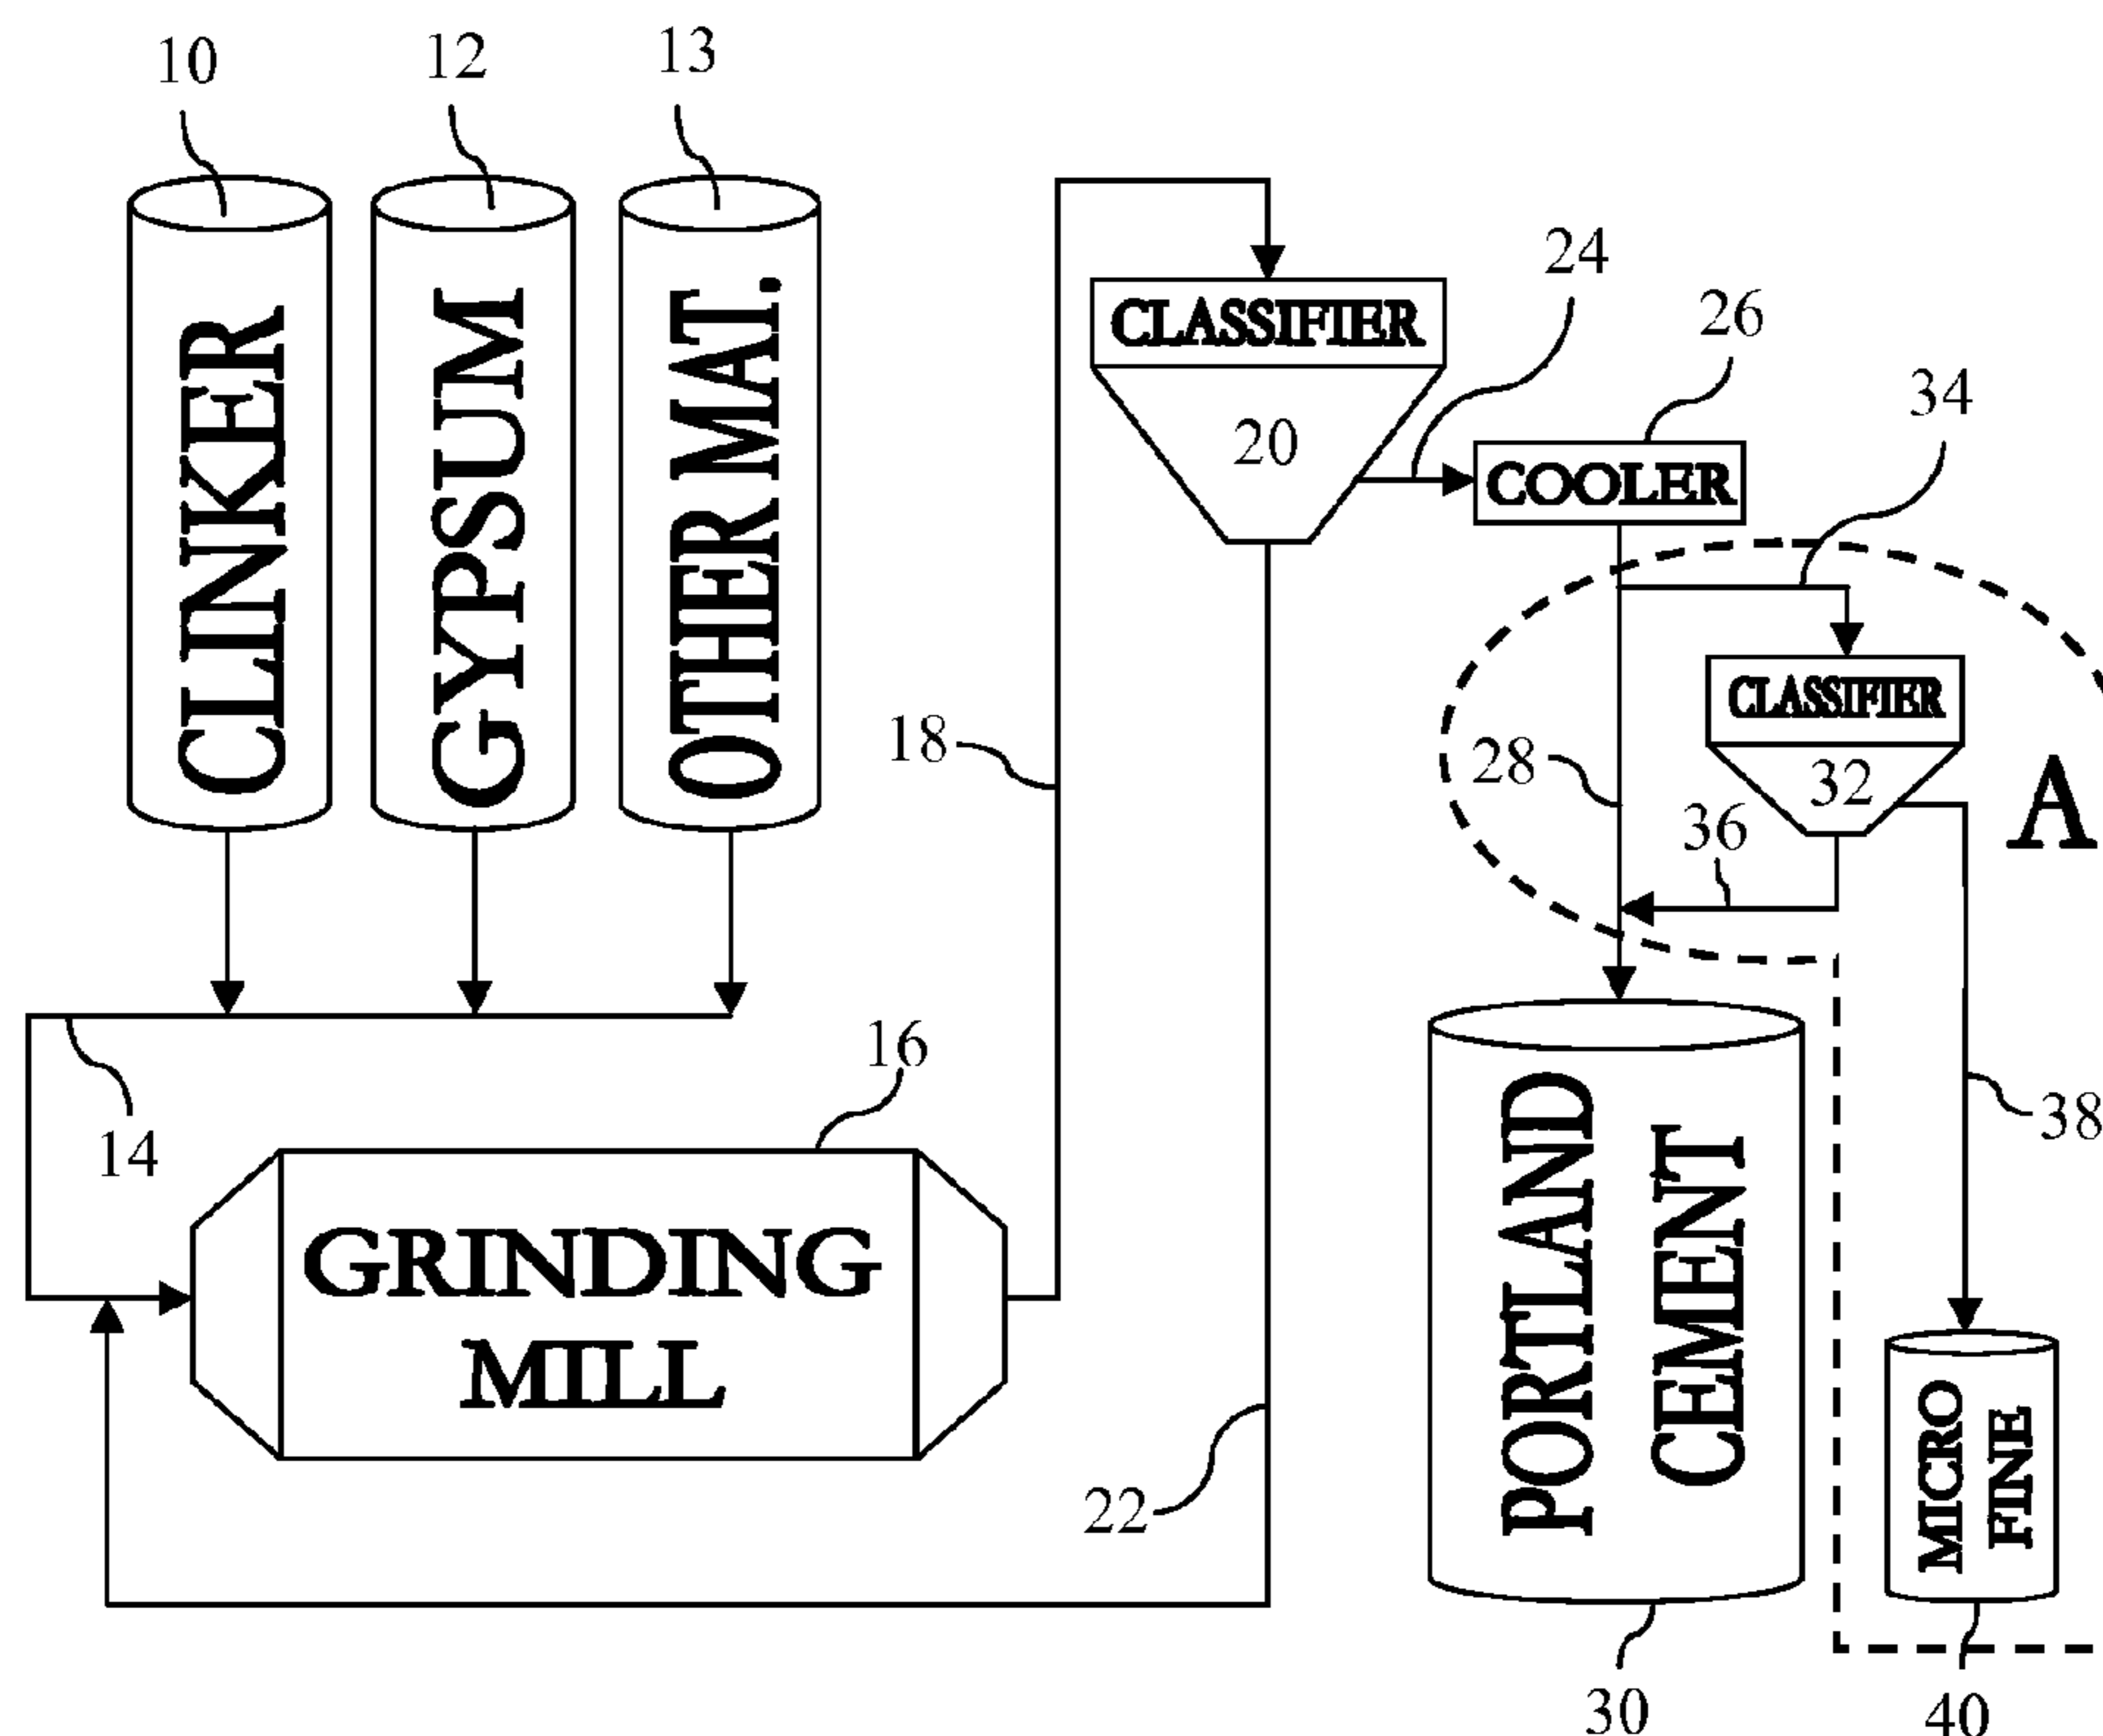 10
12
13
CLINKER
GYPSUM
OTHER MAT.
14
16
GRINDING
MILL
18
CLASSIFIER
20
22
24
26
COOLER
34
CLASSIFIER
32
28
36
A
38
PORTLAND
CEMENT
MICRO
FINE
30
40